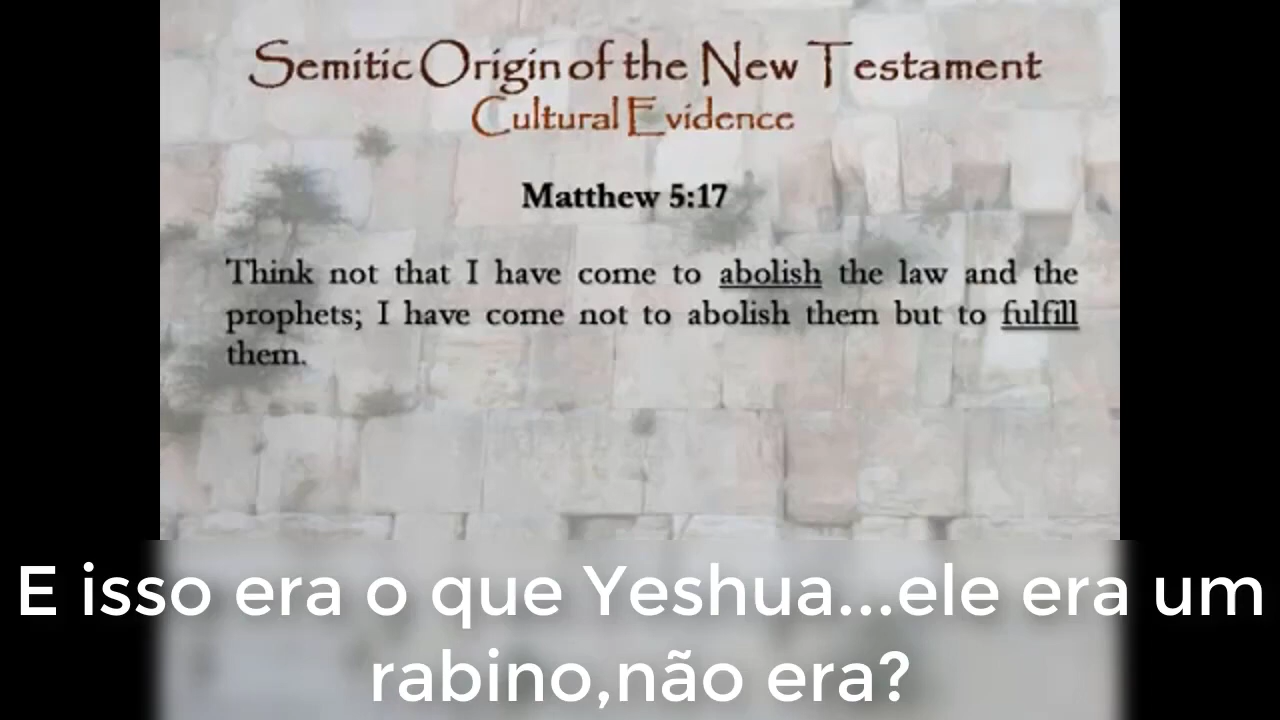 Semitic Origin of the New Testament
Cultural Evidence
Matthew 5:17
Think not that I have come to abolish the law and the
prophets; I have come not to abolish them but to fulfill
them.
E isso era o que Yeshua...ele era um
rabino,não era?